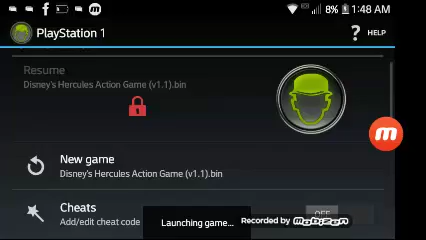 8% 1:48 AM
PlayStation 1
? HELP
Resume
Disney's Hercules Action Game (v1.1).bin
New game
Disney's Hercules Action Game (v1.1).bin
Cheats
Add/edit cheat code
OFF
Launching game...
Recorded by
Mobizen